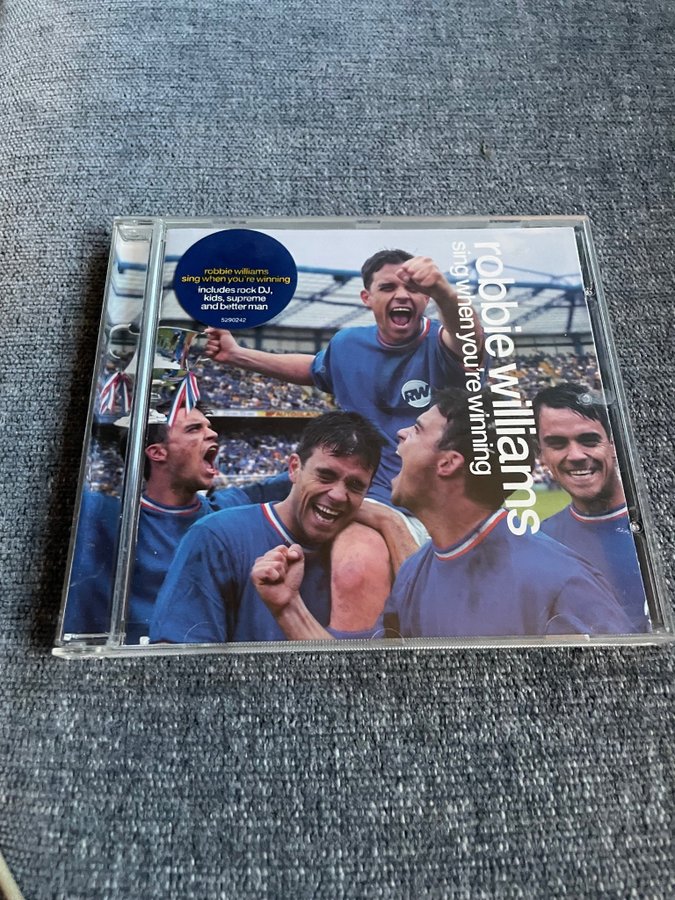 robbie williams
sing when you're winning
includes rock DJ,
kids, supreme
and better man
5290242
robbie williams
sing when you're winning
RW